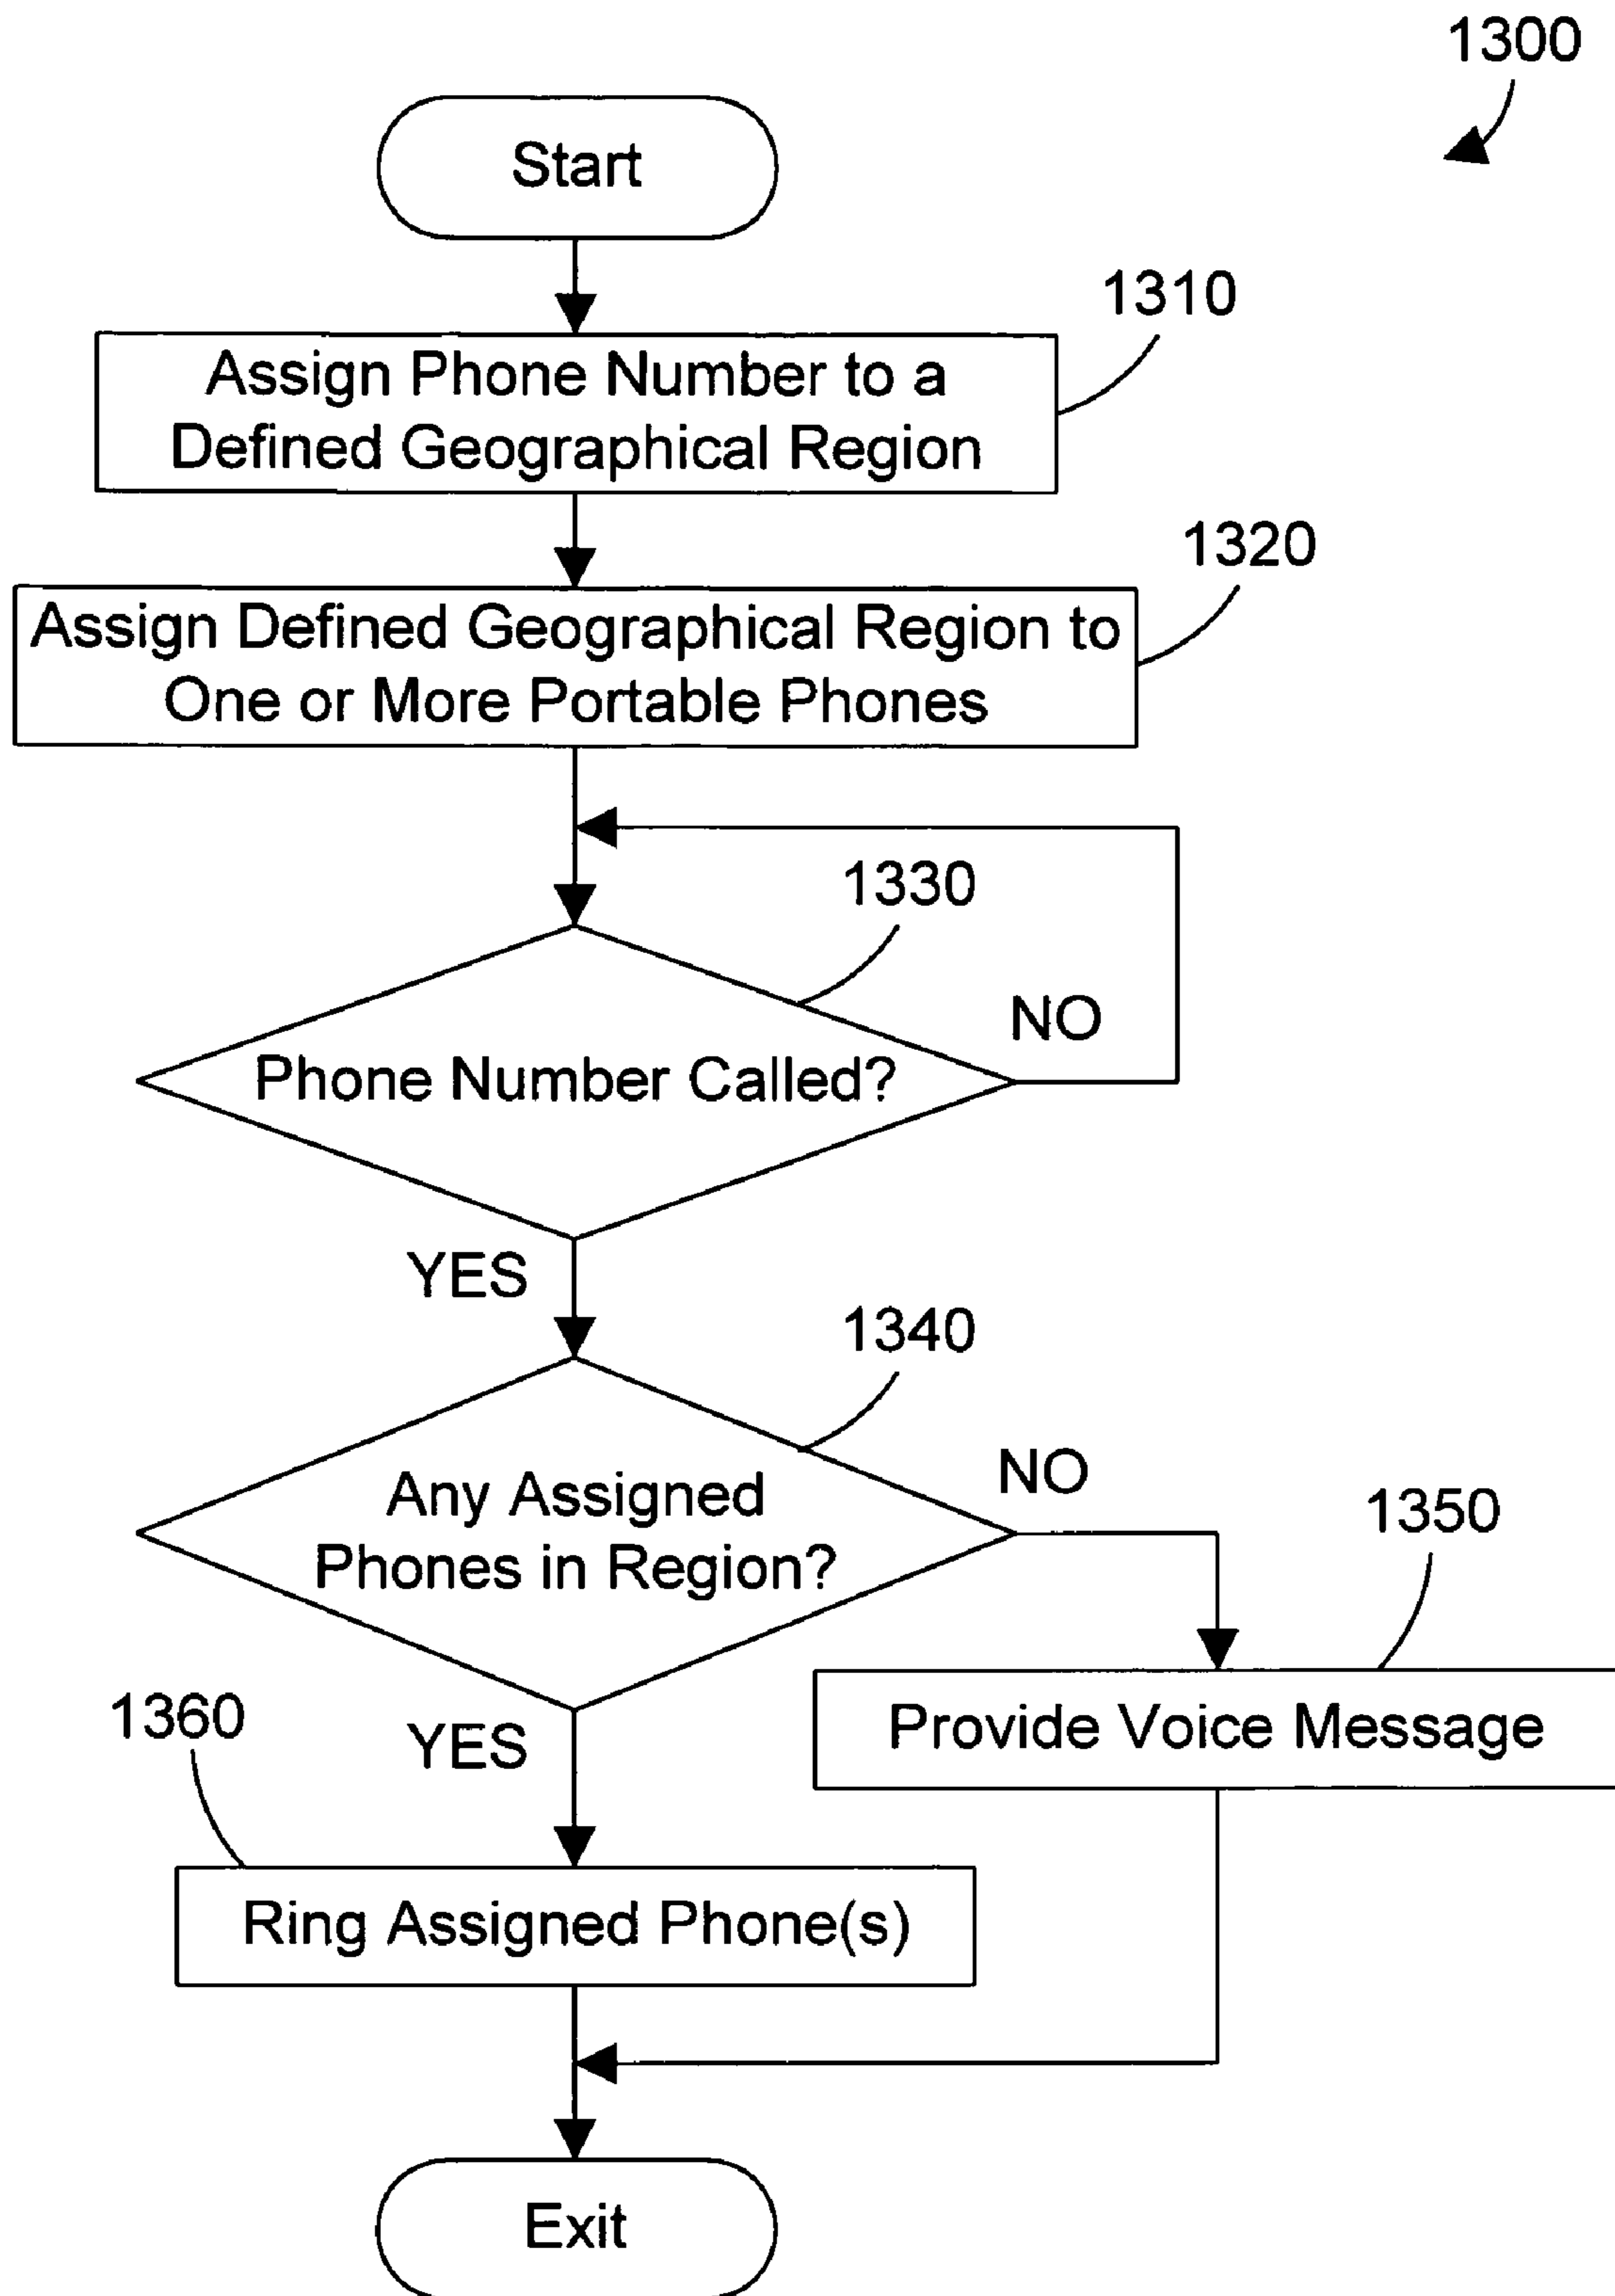 1300
Start
1310
Assign Phone Number to a
Defined Geographical Region
1320
Assign Defined Geographical Region to
One or More Portable Phones
1330
NO
Phone Number Called?
YES
1340
NO
Any Assigned
Phones in Region?
1350
1360
YES
Provide Voice Message
Ring Assigned Phone(s)
Exit